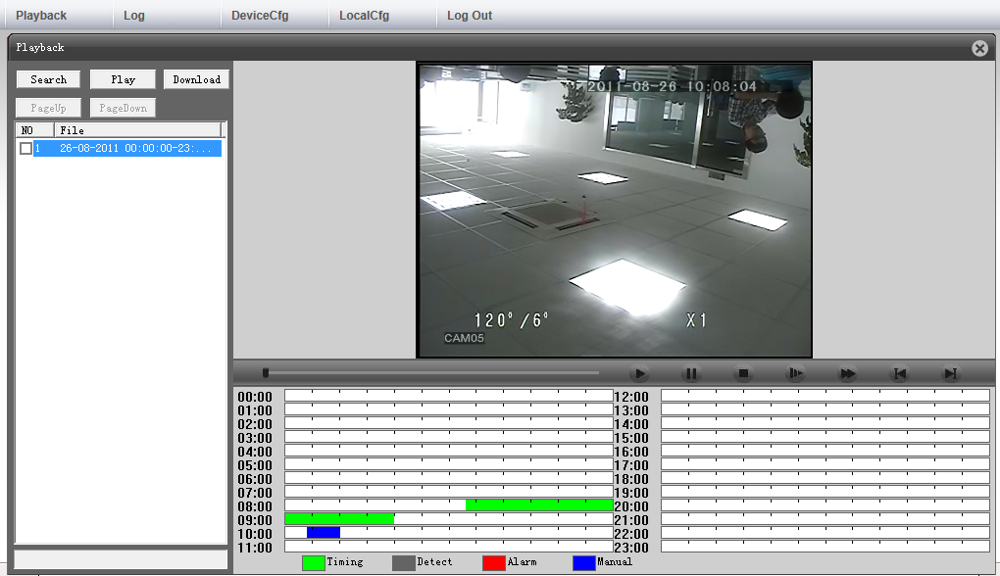 Playback Log DeviceCfg LocalCfg Log Out
Playback
Search Play Download
PageUp PageDown
NO File
1 26-08-2011 00:00:00-23:...
2011-08-26 10:08:04
120°/6° X1
CAM05
00:00 12:00
01:00 13:00
02:00 14:00
03:00 15:00
04:00 16:00
05:00 17:00
06:00 18:00
07:00 19:00
08:00 20:00
09:00 21:00
10:00 22:00
11:00 23:00
Timing Detect Alarm Manual